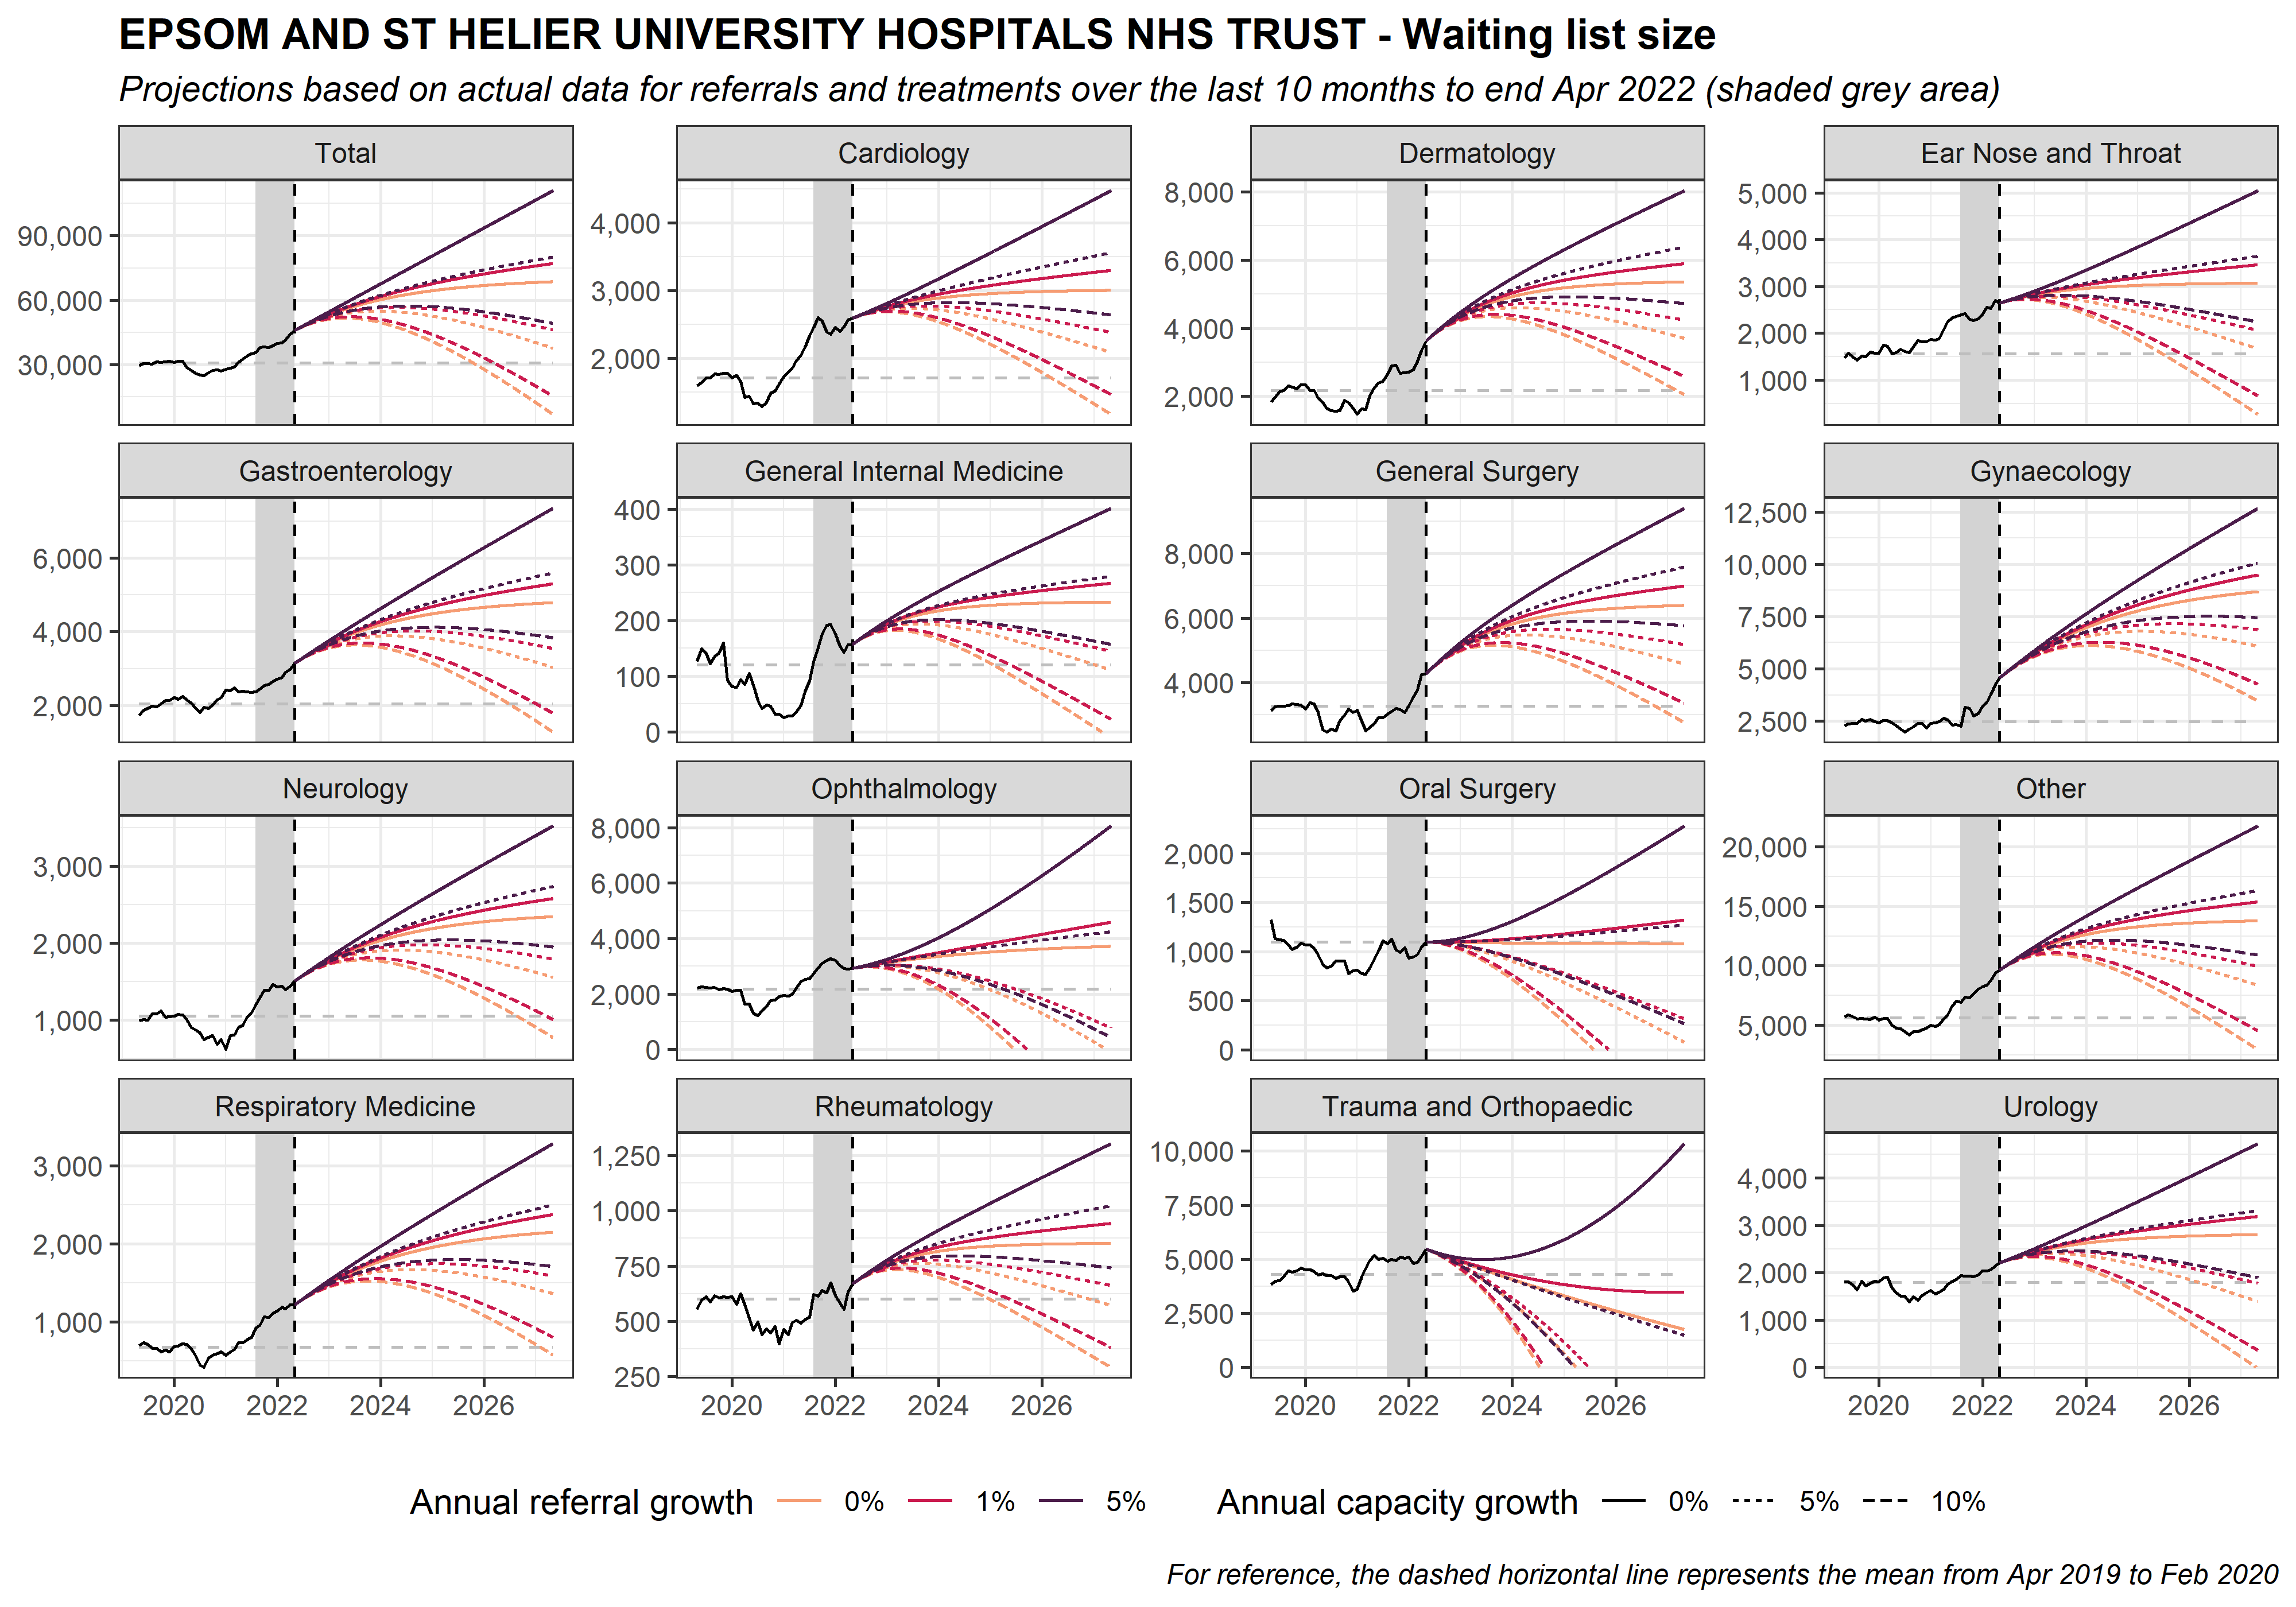 EPSOM AND ST HELIER UNIVERSITY HOSPITALS NHS TRUST - Waiting list size
Projections based on actual data for referrals and treatments over the last 10 months to end Apr 2022 (shaded grey area)
Total
Cardiology
Dermatology
Ear Nose and Throat
90,000
60,000
30,000
4,000
3,000
2,000
8,000
6,000
4,000
2,000
5,000
4,000
3,000
2,000
1,000
Gastroenterology
General Internal Medicine
General Surgery
Gynaecology
6,000
4,000
2,000
400
300
200
100
0
8,000
6,000
4,000
12,500
10,000
7,500
5,000
2,500
Neurology
Ophthalmology
Oral Surgery
Other
3,000
2,000
1,000
8,000
6,000
4,000
2,000
0
2,000
1,500
1,000
500
0
20,000
15,000
10,000
5,000
Respiratory Medicine
Rheumatology
Trauma and Orthopaedic
Urology
3,000
2,000
1,000
1,250
1,000
750
500
250
10,000
7,500
5,000
2,500
0
4,000
3,000
2,000
1,000
0
2020 2022 2024 2026
2020 2022 2024 2026
2020 2022 2024 2026
2020 2022 2024 2026
Annual referral growth 0% 1% 5%
Annual capacity growth 0% 5% 10%
For reference, the dashed horizontal line represents the mean from Apr 2019 to Feb 2020